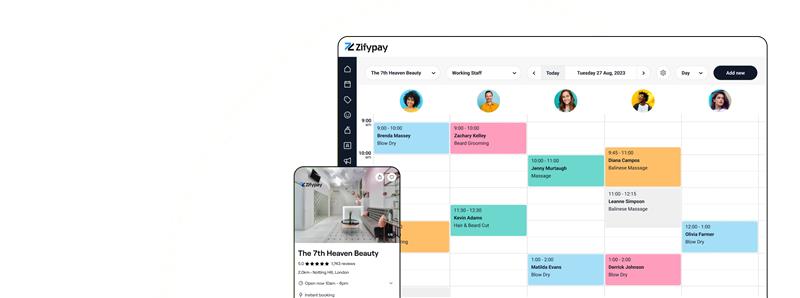 Zifypay
The 7th Heaven Beauty
Working Staff
Today
Tuesday 27 Aug, 2023
Day
Add new
9:00
am
10:00
am
9:00 - 10:00
Brenda Massey
Blow Dry
9:00 - 10:00
Zachary Kelley
Beard Grooming
10:00 - 11:00
Jenny Murtaugh
Massage
9:45 - 11:00
Diana Campos
Balinese Massage
11:00 - 12:15
Leanne Simpson
Balinese Massage
11:30 - 12:30
Kevin Adams
Hair & Beard Cut
12:00 - 1:00
Olivia Farmer
Blow Dry
1:00 - 2:00
Matilda Evans
Blow Dry
1:00 - 2:00
Derrick Johnson
Blow Dry
Zifypay
The 7th Heaven Beauty
5.0 ★★★★★ 1,743 reviews
2.0km • Notting Hill, London
Open now 10am - 6pm
Instant booking